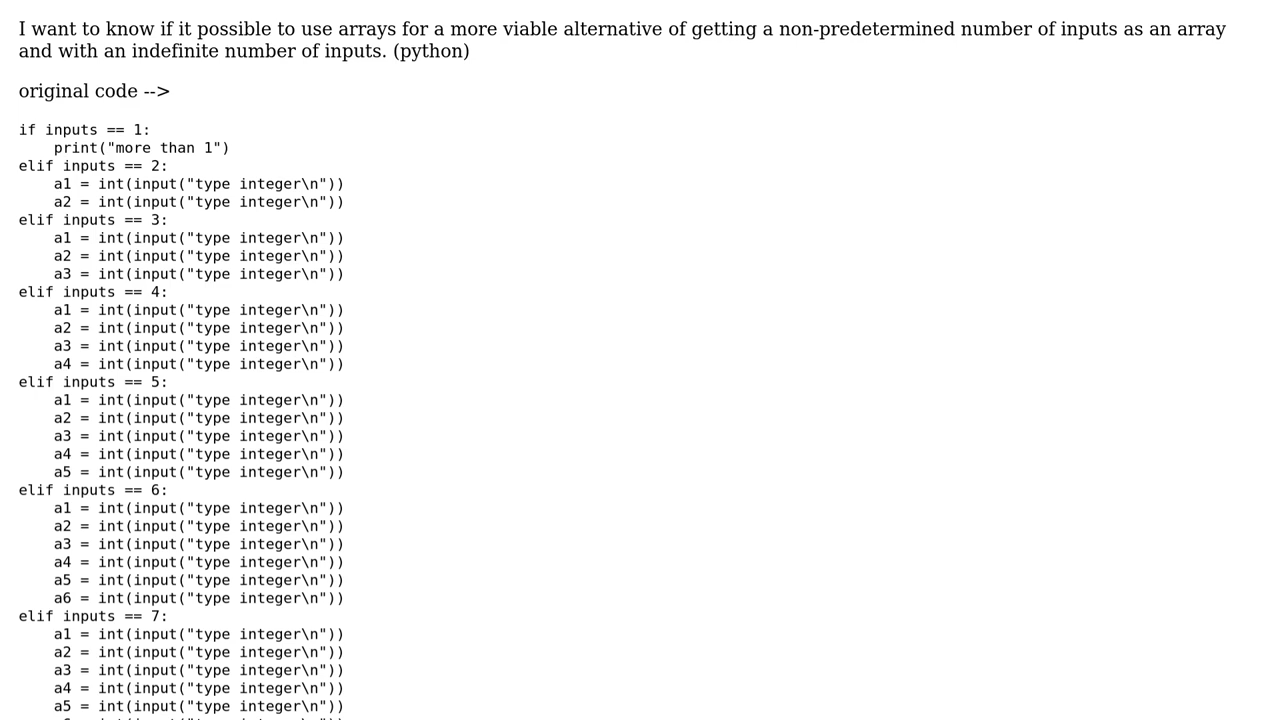 I want to know if it possible to use arrays for a more viable alternative of getting a non-predetermined number of inputs as an array
and with an indefinite number of inputs. (python)
original code -->
if inputs == 1:
    print("more than 1")
elif inputs == 2:
    a1 = int(input("type integer\n"))
    a2 = int(input("type integer\n"))
elif inputs == 3:
    a1 = int(input("type integer\n"))
    a2 = int(input("type integer\n"))
    a3 = int(input("type integer\n"))
elif inputs == 4:
    a1 = int(input("type integer\n"))
    a2 = int(input("type integer\n"))
    a3 = int(input("type integer\n"))
    a4 = int(input("type integer\n"))
elif inputs == 5:
    a1 = int(input("type integer\n"))
    a2 = int(input("type integer\n"))
    a3 = int(input("type integer\n"))
    a4 = int(input("type integer\n"))
    a5 = int(input("type integer\n"))
elif inputs == 6:
    a1 = int(input("type integer\n"))
    a2 = int(input("type integer\n"))
    a3 = int(input("type integer\n"))
    a4 = int(input("type integer\n"))
    a5 = int(input("type integer\n"))
    a6 = int(input("type integer\n"))
elif inputs == 7:
    a1 = int(input("type integer\n"))
    a2 = int(input("type integer\n"))
    a3 = int(input("type integer\n"))
    a4 = int(input("type integer\n"))
    a5 = int(input("type integer\n"))